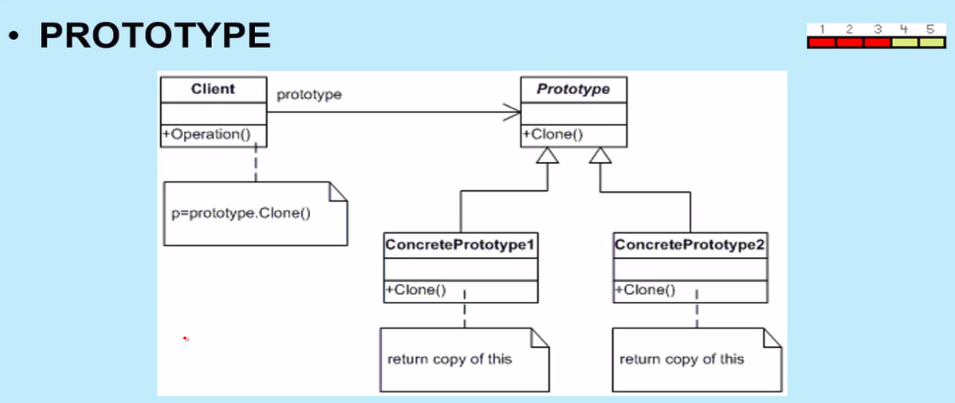 • PROTOTYPE
1 2 3 4 5
Client
prototype
Prototype
+Operation()
+Clone()
p=prototype.Clone()
ConcretePrototype1
ConcretePrototype2
+Clone()
+Clone()
return copy of this
return copy of this